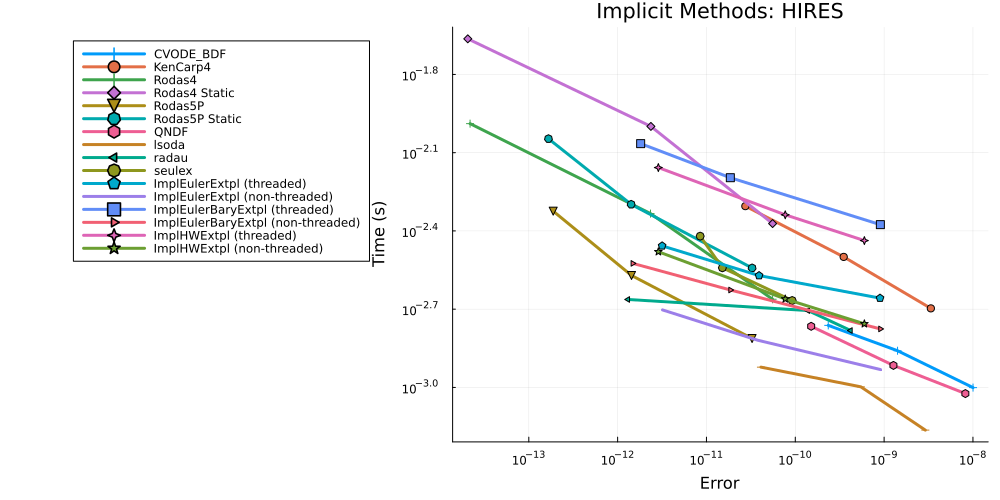 Implicit Methods: HIRES
CVODE_BDF
KenCarp4
Rodas4
Rodas4 Static
Rodas5P
Rodas5P Static
QNDF
lsoda
radau
seulex
ImplEulerExtpl (threaded)
ImplEulerExtpl (non-threaded)
ImplEulerBaryExtpl (threaded)
ImplEulerBaryExtpl (non-threaded)
ImplHWExtpl (threaded)
ImplHWExtpl (non-threaded)
Time (s)
10⁻¹·⁸
10⁻²·¹
10⁻²·⁴
10⁻²·⁷
10⁻³·⁰
10⁻¹³ 10⁻¹² 10⁻¹¹ 10⁻¹⁰ 10⁻⁹ 10⁻⁸
Error